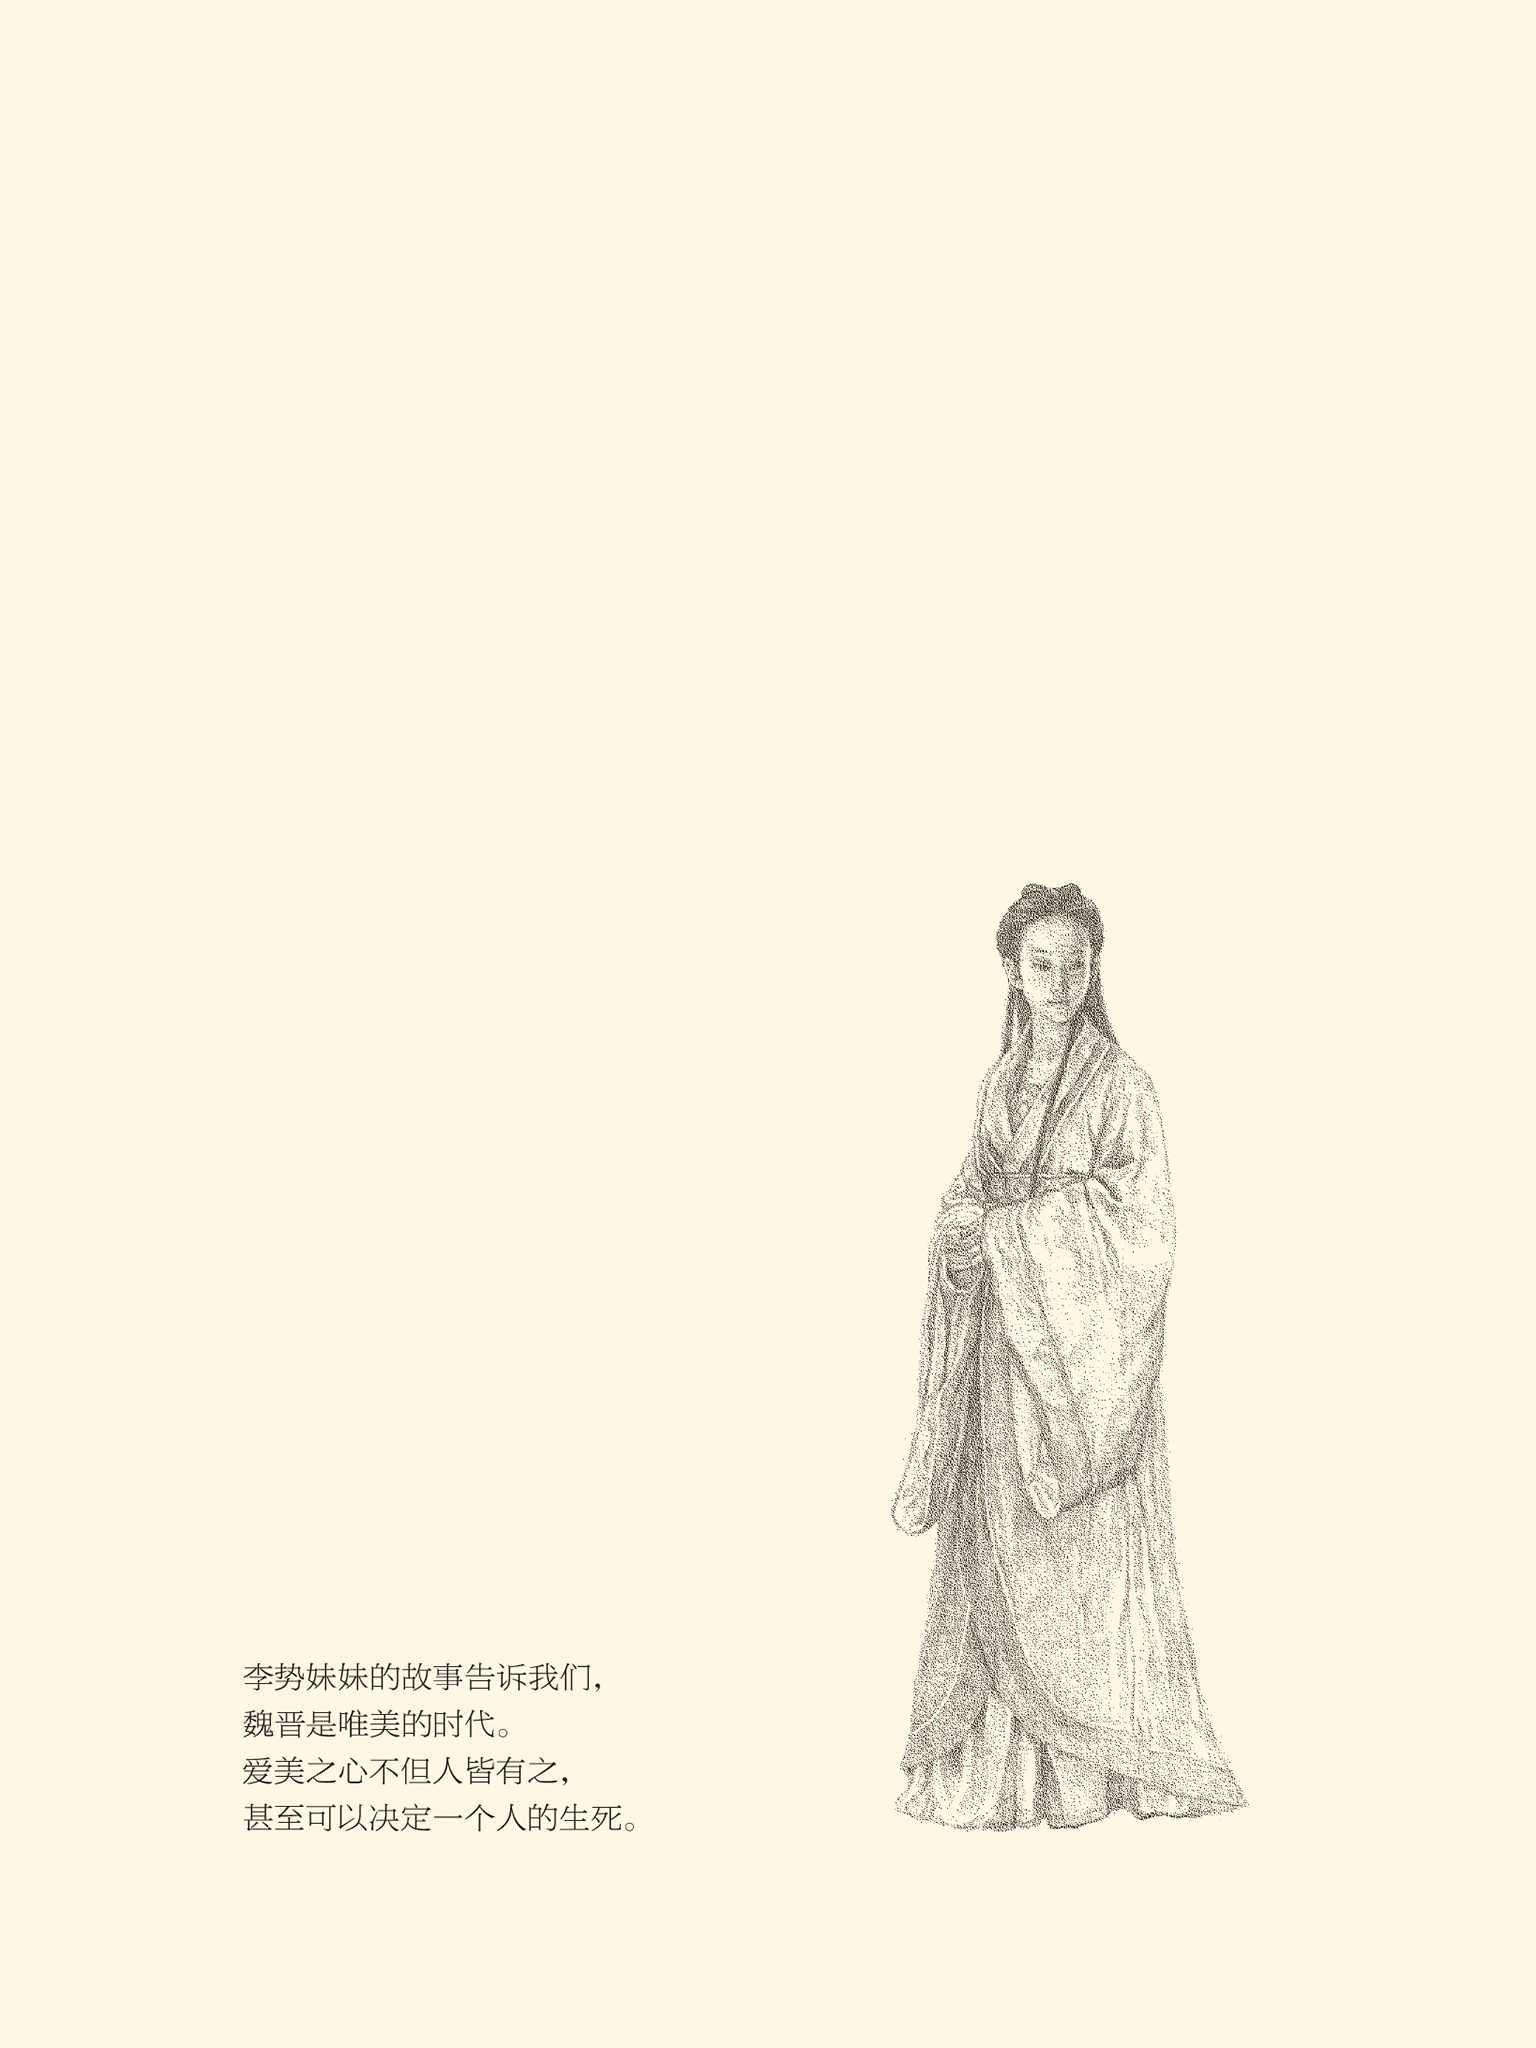 李势妹妹的故事告诉我们，
魏晋是唯美的时代。
爱美之心不但人皆有之，
甚至可以决定一个人的生死。